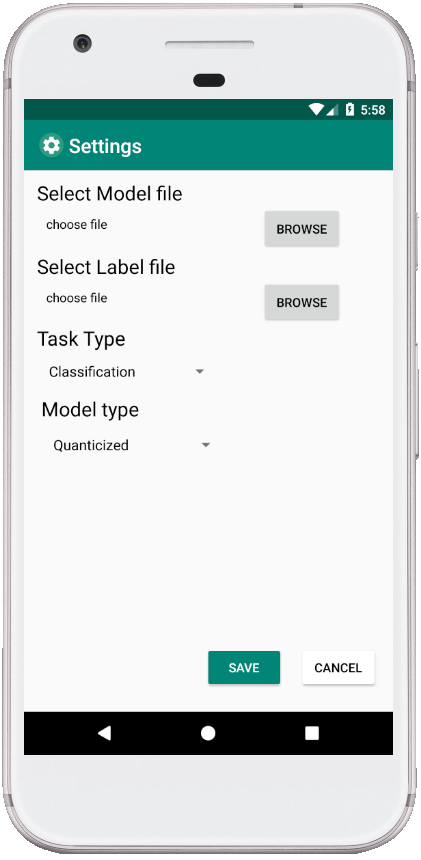 5:58
Settings
Select Model file
choose file
BROWSE
Select Label file
choose file
BROWSE
Task Type
Classification
Model type
Quanticized
SAVE
CANCEL